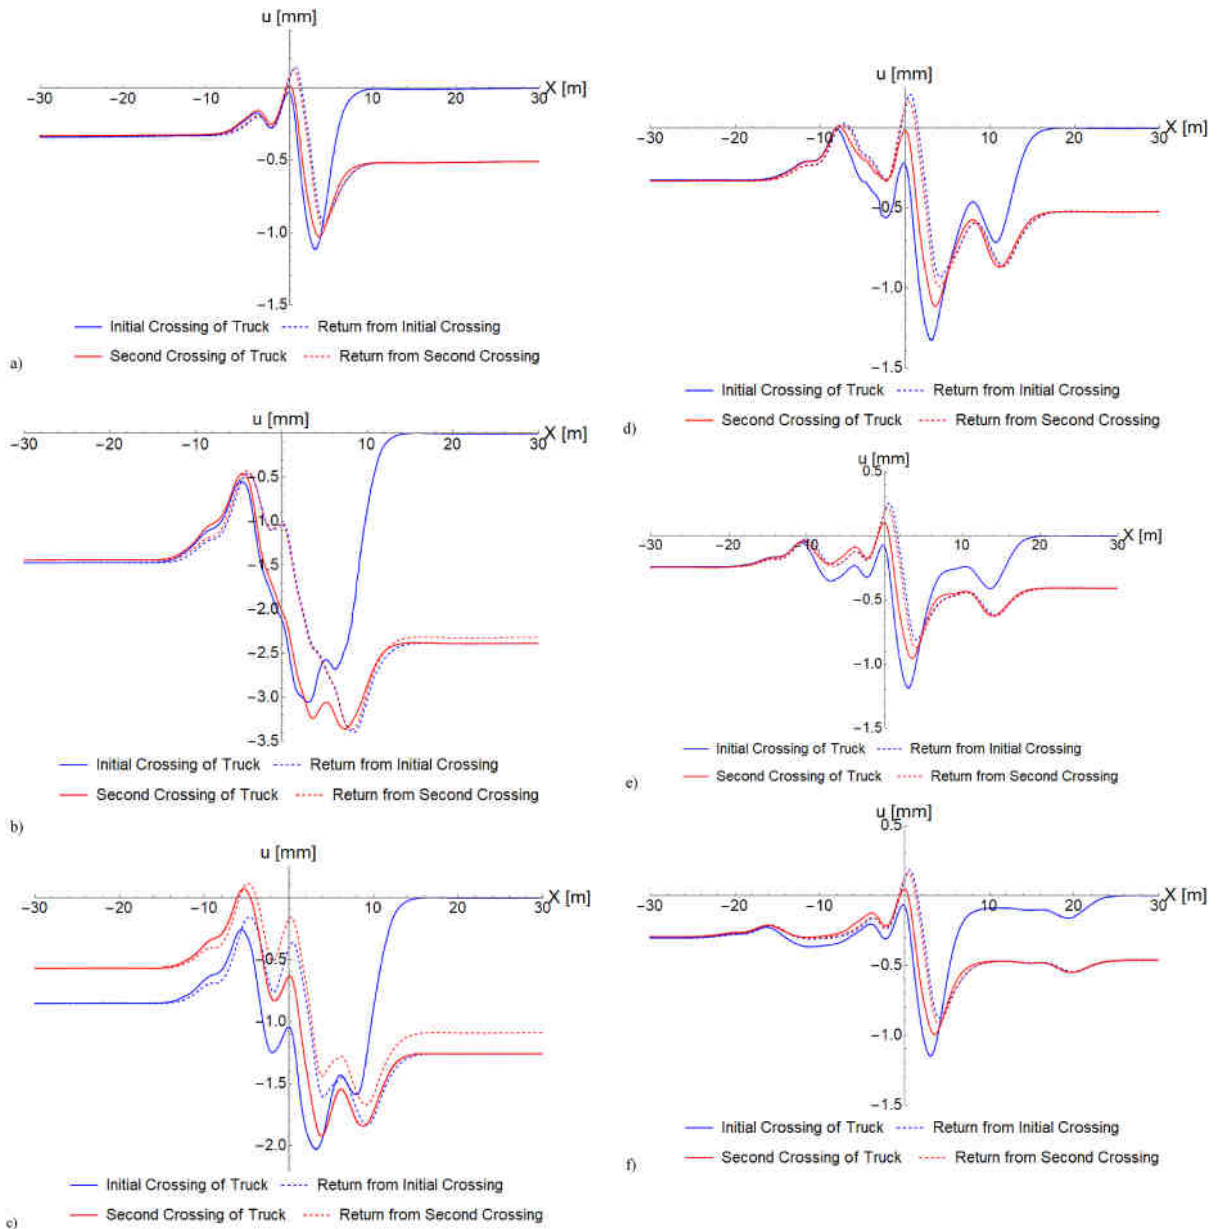 u [mm]
X [m]
−30 −20 −10 0 10 20 30
−0.5
−1.0
−1.5
Initial Crossing of Truck Return from Initial Crossing
Second Crossing of Truck Return from Second Crossing
a)
u [mm]
X [m]
−30 −20 −10 0 10 20 30
−0.5
−1.0
−1.5
−2.0
−2.5
−3.0
−3.5
Initial Crossing of Truck Return from Initial Crossing
Second Crossing of Truck Return from Second Crossing
b)
u [mm]
X [m]
−30 −20 −10 0 10 20 30
−0.5
−1.0
−1.5
−2.0
Initial Crossing of Truck Return from Initial Crossing
Second Crossing of Truck Return from Second Crossing
c)
u [mm]
X [m]
−30 −20 −10 0 10 20 30
−0.5
−1.0
−1.5
Initial Crossing of Truck Return from Initial Crossing
Second Crossing of Truck Return from Second Crossing
d)
u [mm]
0.5
X [m]
−30 −20 −10 0 10 20 30
−0.5
−1.0
−1.5
Initial Crossing of Truck Return from Initial Crossing
Second Crossing of Truck Return from Second Crossing
e)
u [mm]
0.5
X [m]
−30 −20 −10 0 10 20 30
−0.5
−1.0
−1.5
Initial Crossing of Truck Return from Initial Crossing
Second Crossing of Truck Return from Second Crossing
f)